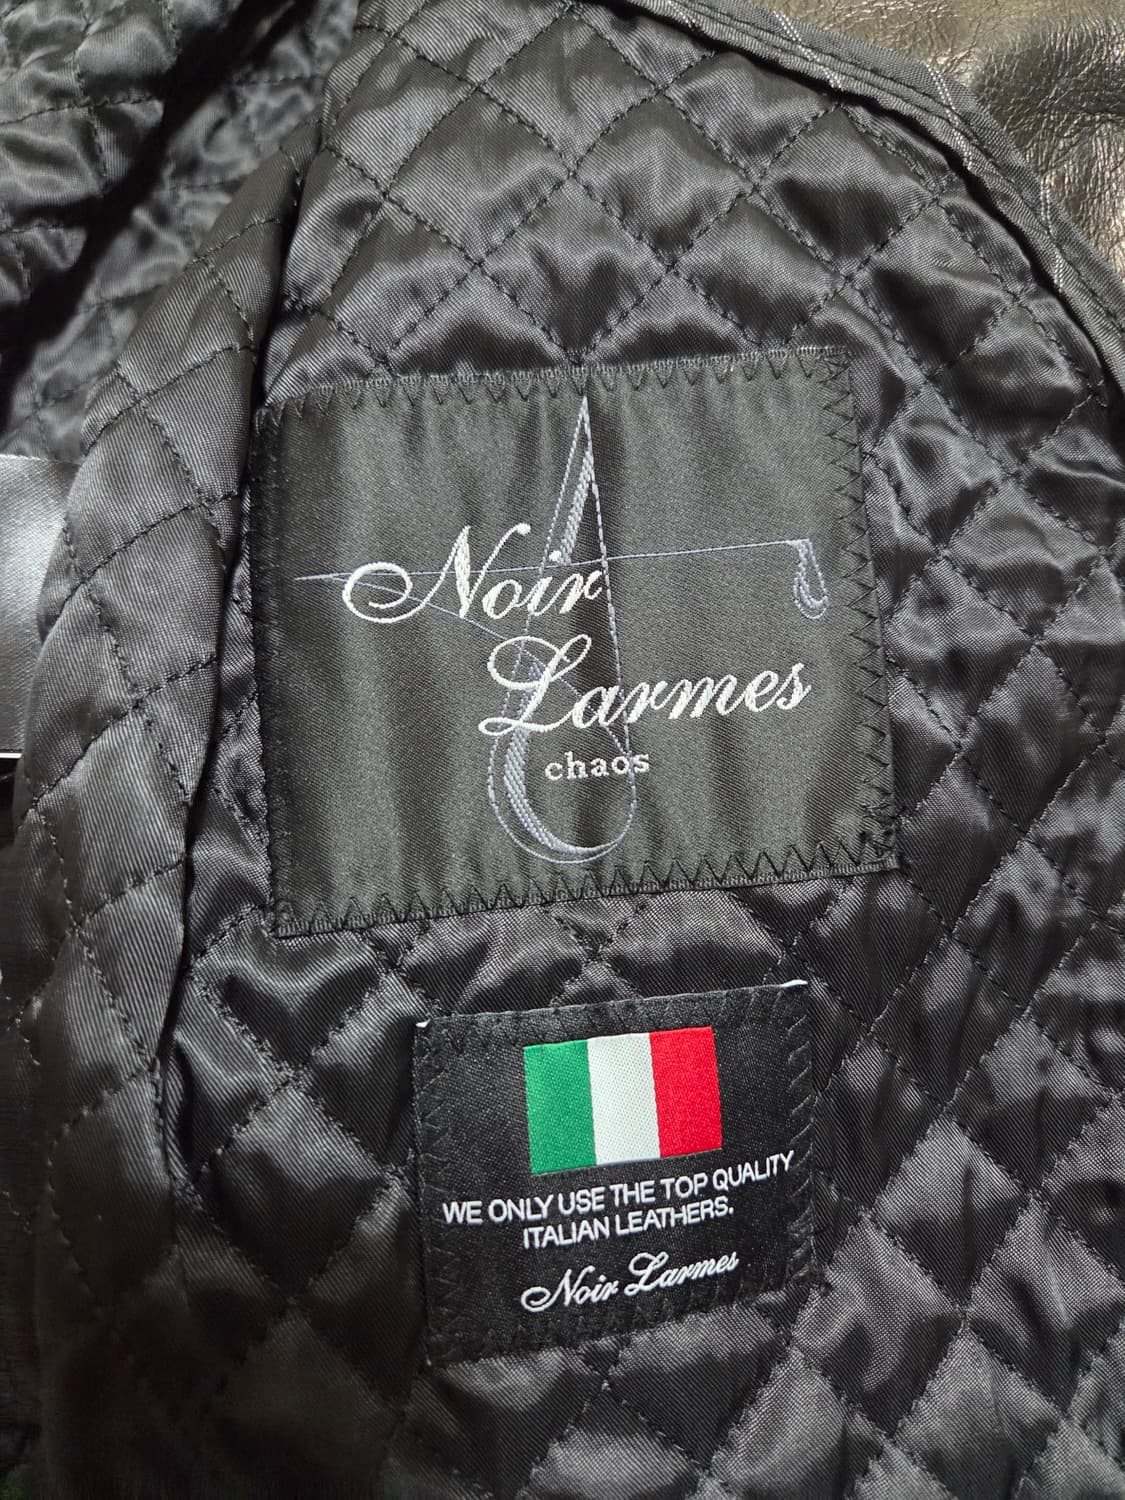 Noir
Larmes
chaos
WE ONLY USE THE TOP QUALITY
ITALIAN LEATHERS.
Noir Larmes